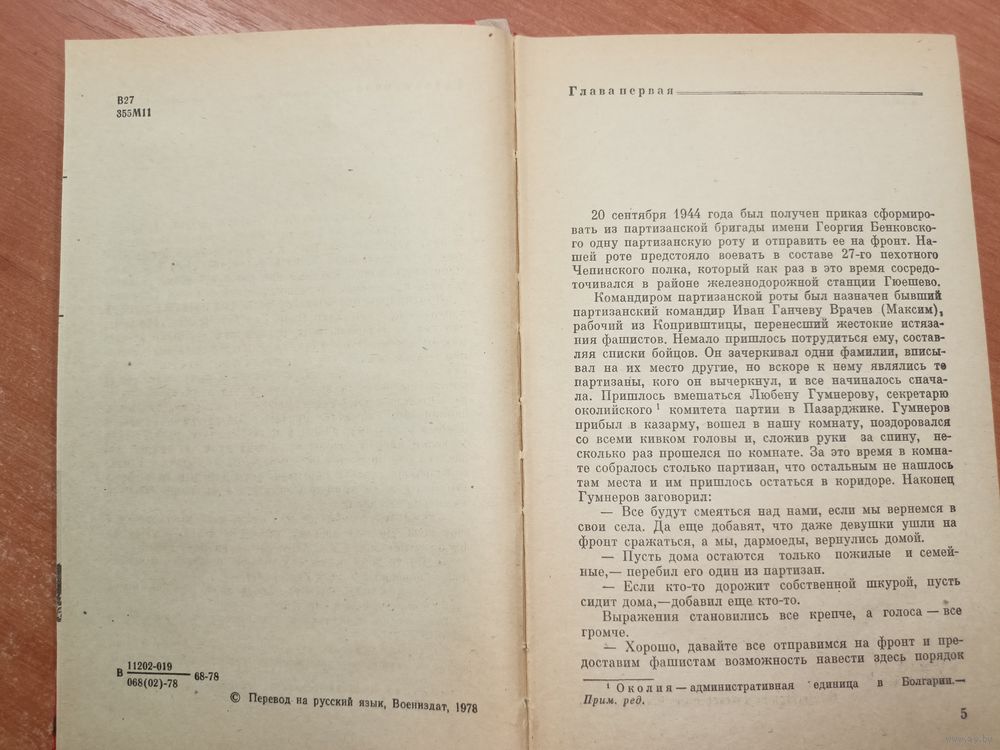 В27
355М11
В 11202-019 68-78
068(02)-78
© Перевод на русский язык, Воениздат, 1978
Глава первая
20 сентября 1944 года был получен приказ сформиро-
вать из партизанской бригады имени Георгия Бенковско-
го одну партизанскую роту и отправить ее на фронт. На-
шей роте предстояло воевать в составе 27-го пехотного
Чепинского полка, который как раз в это время сосредо-
точивался в районе железнодорожной станции Гюешево.
Командиром партизанской роты был назначен бывший
партизанский командир Иван Ганчеву Врачев (Максим),
рабочий из Копривштицы, перенесший жестокие истяза-
ния фашистов. Немало пришлось потрудиться ему, состав-
ляя списки бойцов. Он зачеркивал одни фамилии, вписы-
вал на их место другие, но вскоре к нему являлись те
партизаны, кого он вычеркнул, и все начиналось снача-
ла. Пришлось вмешаться Любену Гумнерову, секретарю
околийского¹ комитета партии в Пазарджике. Гумнеров
прибыл в казарму, вошел в нашу комнату, поздоровался
со всеми кивком головы и, сложив руки за спину, не-
сколько раз прошелся по комнате. За это время в комна-
те собралось столько партизан, что остальным не нашлось
там места и им пришлось остаться в коридоре. Наконец
Гумнеров заговорил:
— Все будут смеяться над нами, если мы вернемся в
свои села. Да еще добавят, что даже девушки ушли на
фронт сражаться, а мы, дармоеды, вернулись домой.
— Пусть дома остаются только пожилые и семей-
ные,— перебил его один из партизан.
— Если кто-то дорожит собственной шкурой, пусть
сидит дома,—добавил еще кто-то.
Выражения становились все крепче, а голоса — все
громче.
— Хорошо, давайте все отправимся на фронт и пре-
доставим фашистам возможность навести здесь порядок
¹ Околия — административная единица в Болгарии.—
Прим. ред.
5